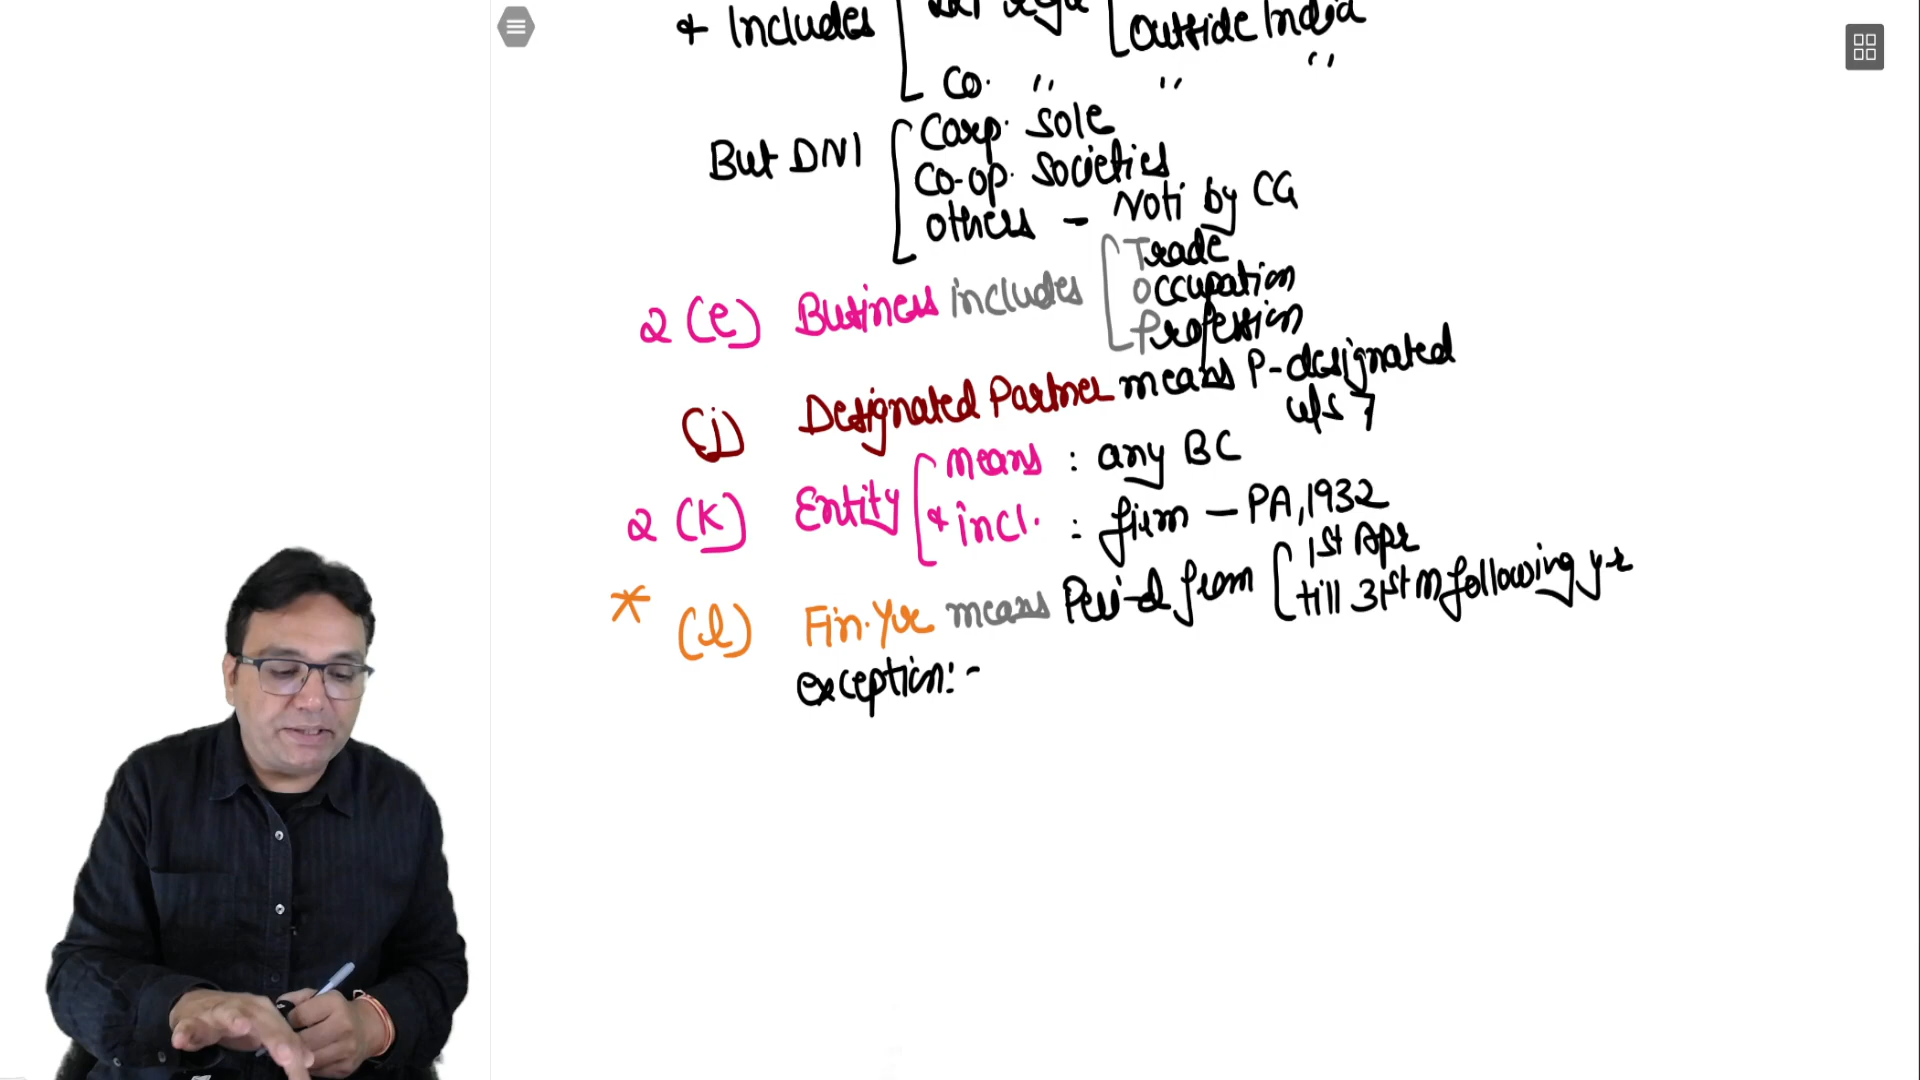 & Includes [ Outside India
Co. " " "
But DNI [ Corp. Sole
Co-op. Societies
Others - Noti by CG
2 (e) Business includes [ Trade
Occupation
Profession
(j) Designated Partner means P-designated
u/s 7
2 (K) Entity [ means : any BC
& incl. : firm - PA, 1932
* (l) Fin. Yr means Period from [ 1st Apr
till 31st M following yr
exception:-